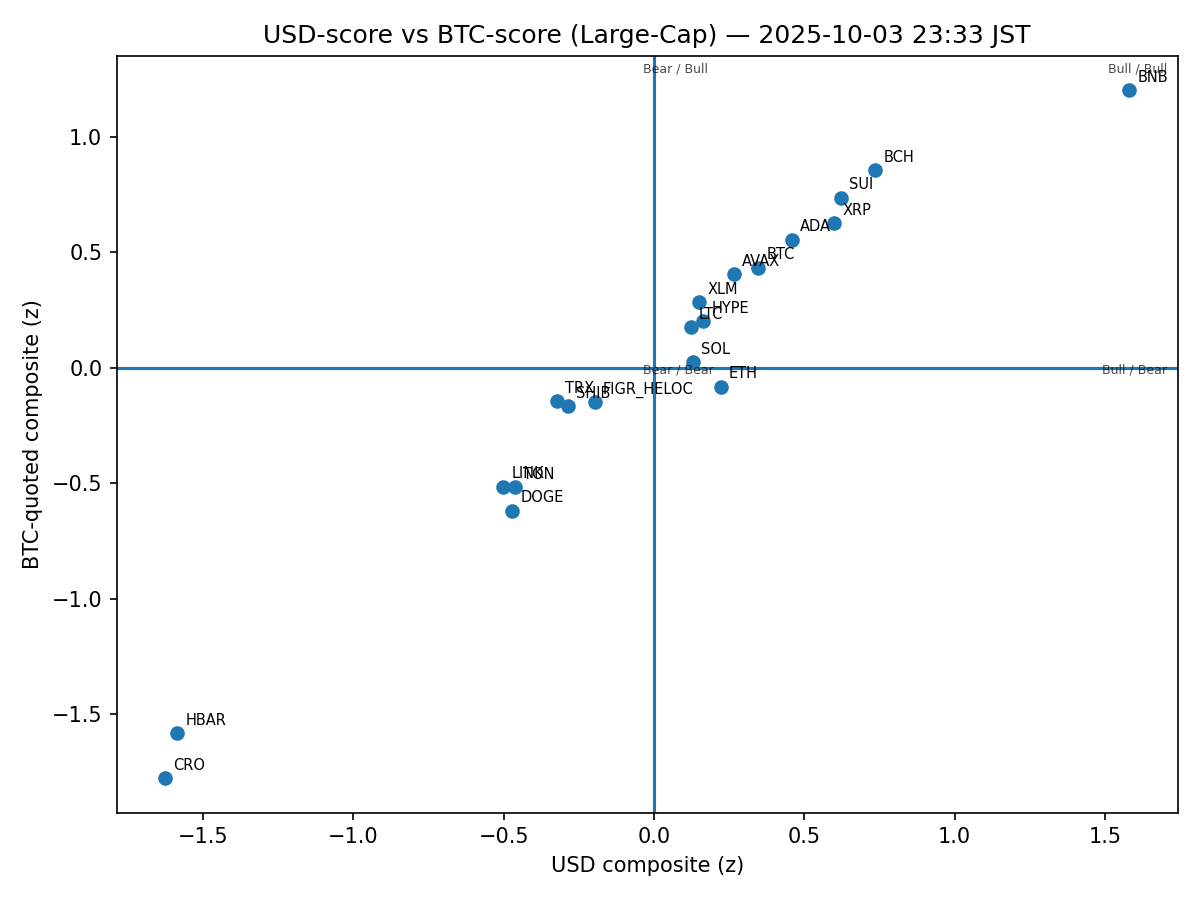 USD-score vs BTC-score (Large-Cap) — 2025-10-03 23:33 JST
Bear / Bull
Bull / Bull
BNB
BCH
SUI
XRP
ADA
BTC
AVAX
XLM
HYPE
LTC
SOL
ETH
Bear / Bear
Bull / Bear
TRX
SHIB
FIGR_HELOC
LINK
TON
DOGE
HBAR
CRO
1.0
0.5
0.0
−0.5
−1.0
−1.5
BTC-quoted composite (z)
−1.5
−1.0
−0.5
0.0
0.5
1.0
1.5
USD composite (z)